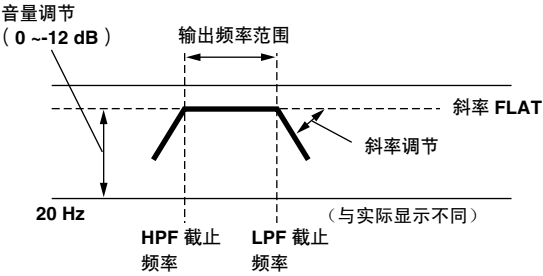 音量调节
（0 ~-12 dB）
输出频率范围
斜率 FLAT
斜率调节
20 Hz
（与实际显示不同）
HPF 截止
频率
LPF 截止
频率